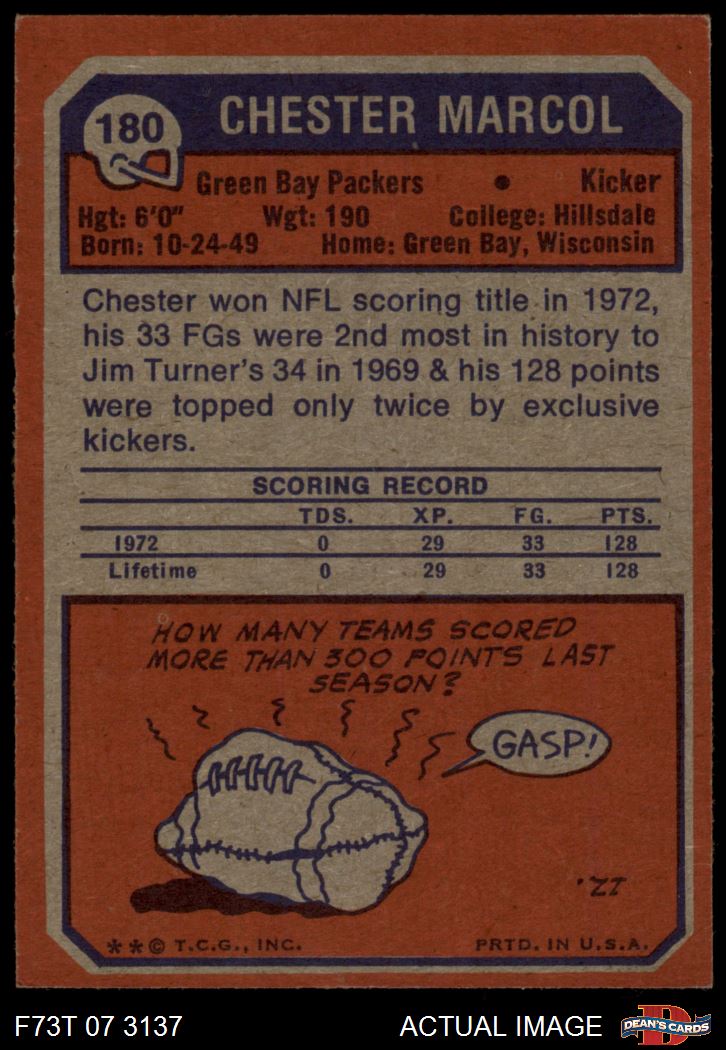 180 CHESTER MARCOL
Green Bay Packers • Kicker
Hgt: 6'0" Wgt: 190 College: Hillsdale
Born: 10-24-49 Home: Green Bay, Wisconsin
Chester won NFL scoring title in 1972,
his 33 FGs were 2nd most in history to
Jim Turner's 34 in 1969 & his 128 points
were topped only twice by exclusive
kickers.
SCORING RECORD
TDS. XP. FG. PTS.
1972 0 29 33 128
Lifetime 0 29 33 128
HOW MANY TEAMS SCORED
MORE THAN 300 POINTS LAST
SEASON?
GASP!
'ZZ
** © T.C.G., INC. PRTD. IN U.S.A.
F73T 07 3137 ACTUAL IMAGE
D DEAN'S CARDS